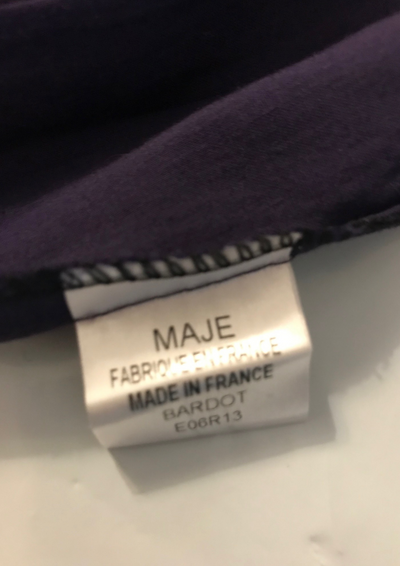 MAJE
FABRIQUE EN FRANCE
MADE IN FRANCE
BARDOT
E06R13